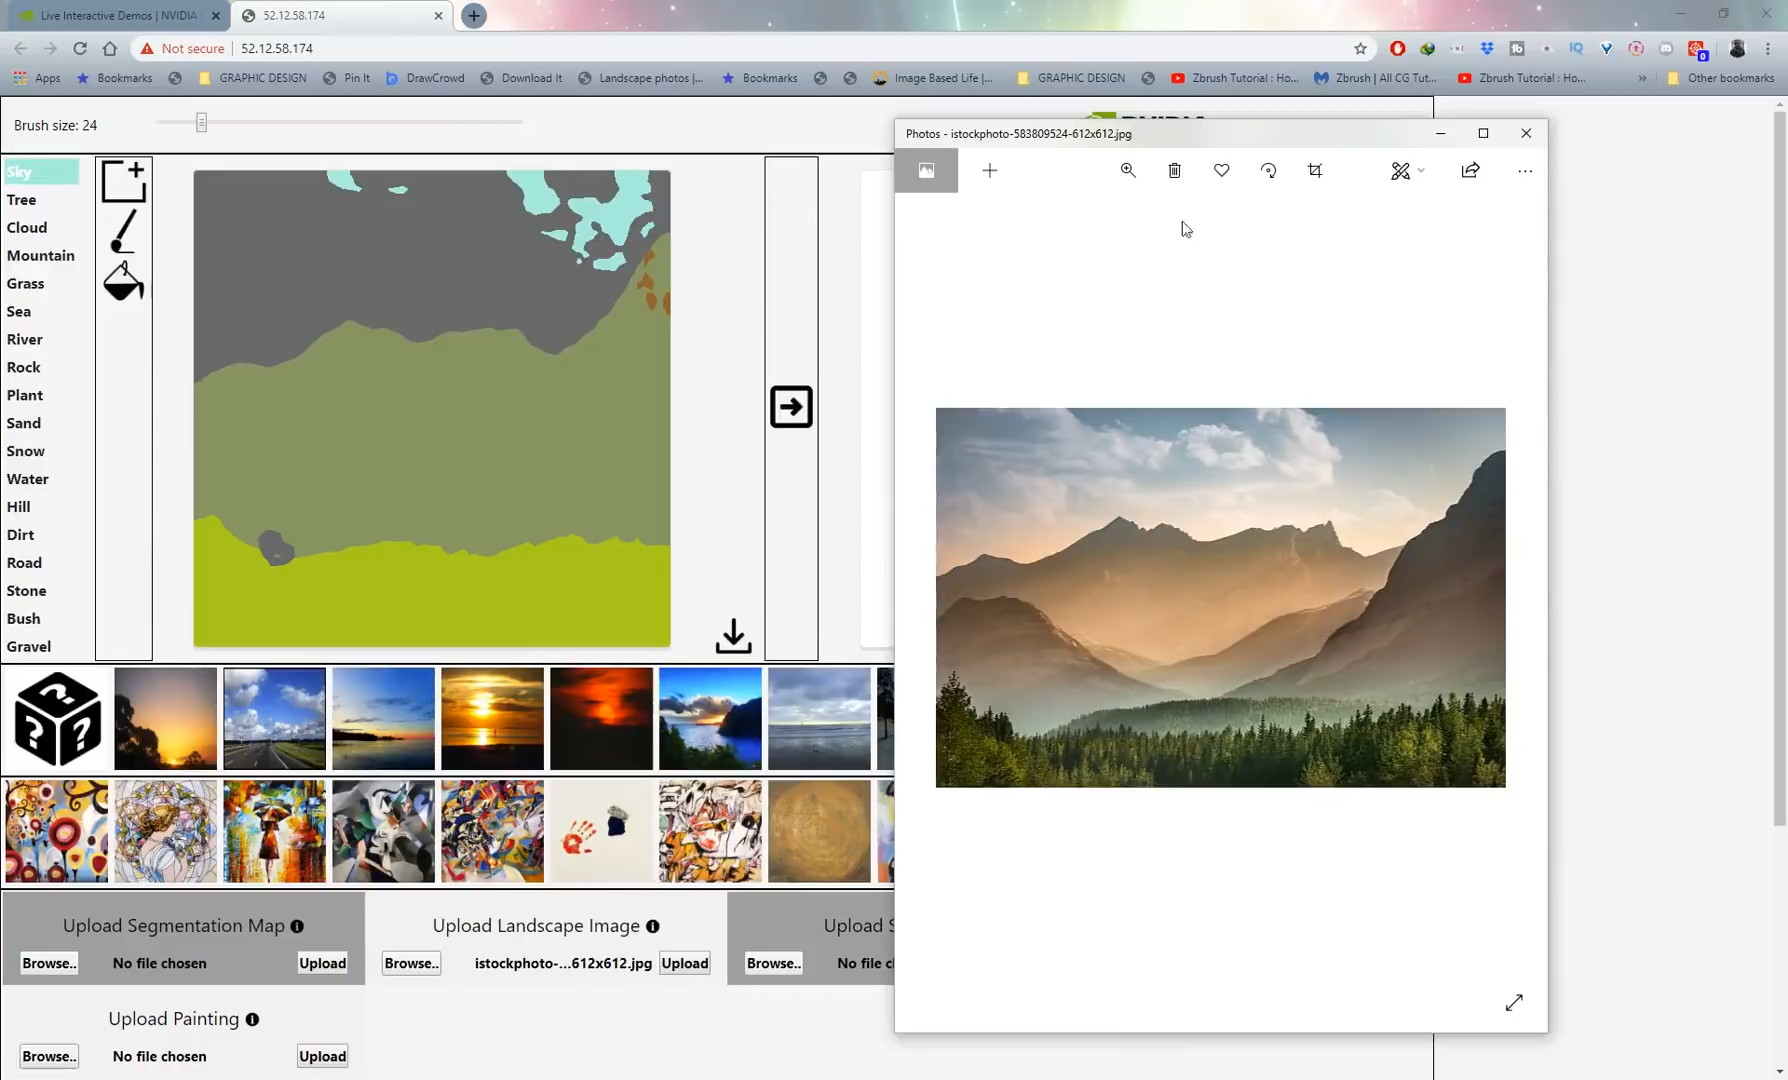 Live Interactive Demos | NVIDIA
52.12.58.174
Not secure
52.12.58.174
Apps
Bookmarks
GRAPHIC DESIGN
Pin It
DrawCrowd
Download It
Landscape photos |...
Bookmarks
Image Based Life |...
GRAPHIC DESIGN
Zbrush Tutorial : Ho...
Zbrush | All CG Tut...
Zbrush Tutorial : Ho...
»
Other bookmarks
Brush size: 24
Photos - istockphoto-583809524-612x612.jpg
Sky
Tree
Cloud
Mountain
Grass
Sea
River
Rock
Plant
Sand
Snow
Water
Hill
Dirt
Road
Stone
Bush
Gravel
Upload Segmentation Map
Browse..
No file chosen
Upload
Upload Landscape Image
Browse..
istockphoto-...612x612.jpg
Upload
Upload S
Browse..
No fi
Upload Painting
Browse..
No file chosen
Upload